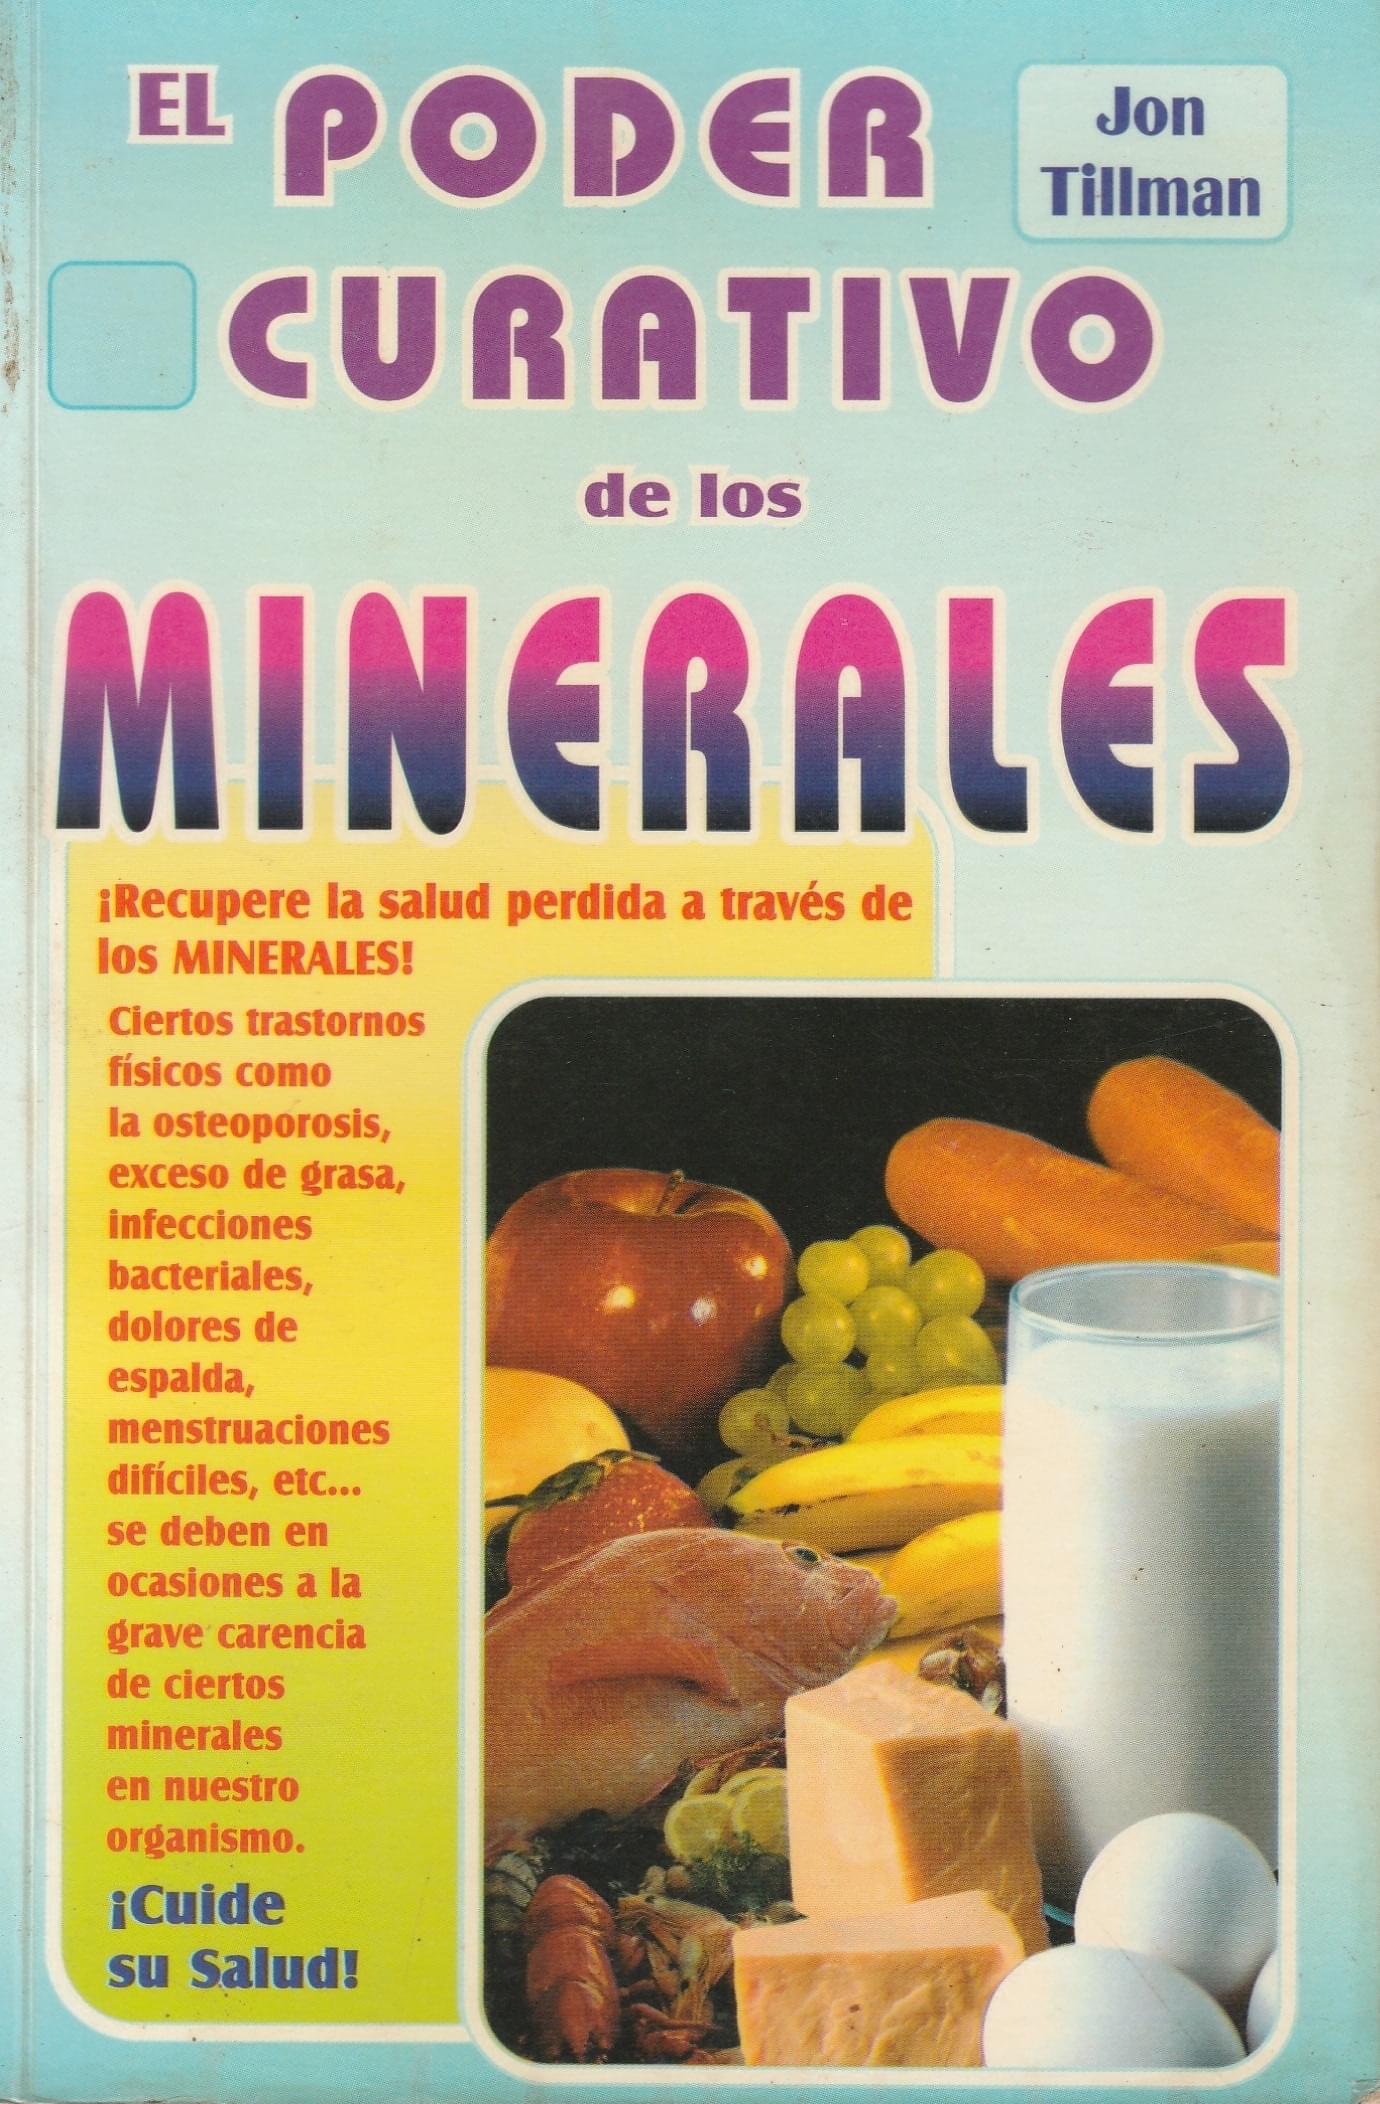 EL PODER
Jon
Tillman
CURATIVO
de los
MINERALES
¡Recupere la salud perdida a través de
los MINERALES!
Ciertos trastornos
físicos como
la osteoporosis,
exceso de grasa,
infecciones
bacteriales,
dolores de
espalda,
menstruaciones
difíciles, etc...
se deben en
ocasiones a la
grave carencia
de ciertos
minerales
en nuestro
organismo.
¡Cuide
su Salud!